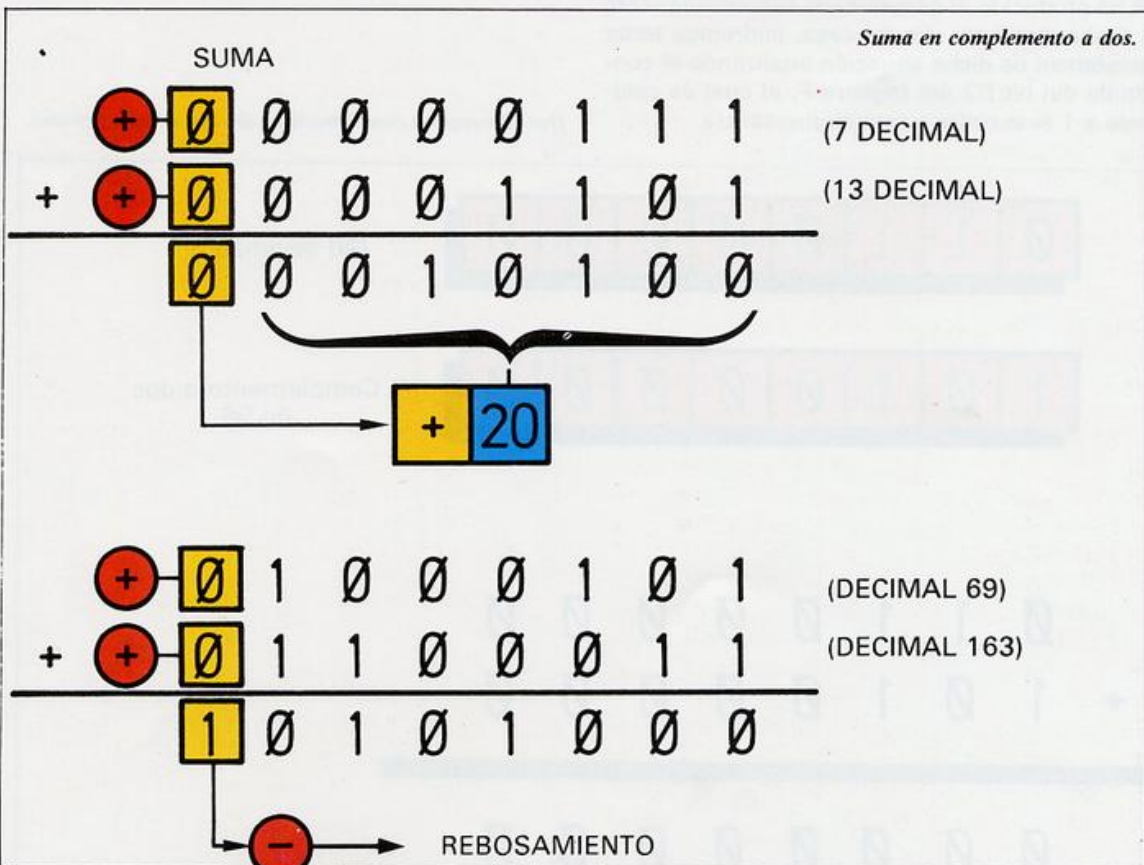 Suma en complemento a dos.
SUMA
+ Ø Ø Ø Ø Ø 1 1 1 (7 DECIMAL)
+ + Ø Ø Ø Ø 1 1 Ø 1 (13 DECIMAL)
Ø Ø Ø 1 Ø 1 Ø Ø
+ 20
+ Ø 1 Ø Ø Ø 1 Ø 1 (DECIMAL 69)
+ + Ø 1 1 Ø Ø Ø 1 1 (DECIMAL 163)
1 Ø 1 Ø 1 Ø Ø Ø
− REBOSAMIENTO